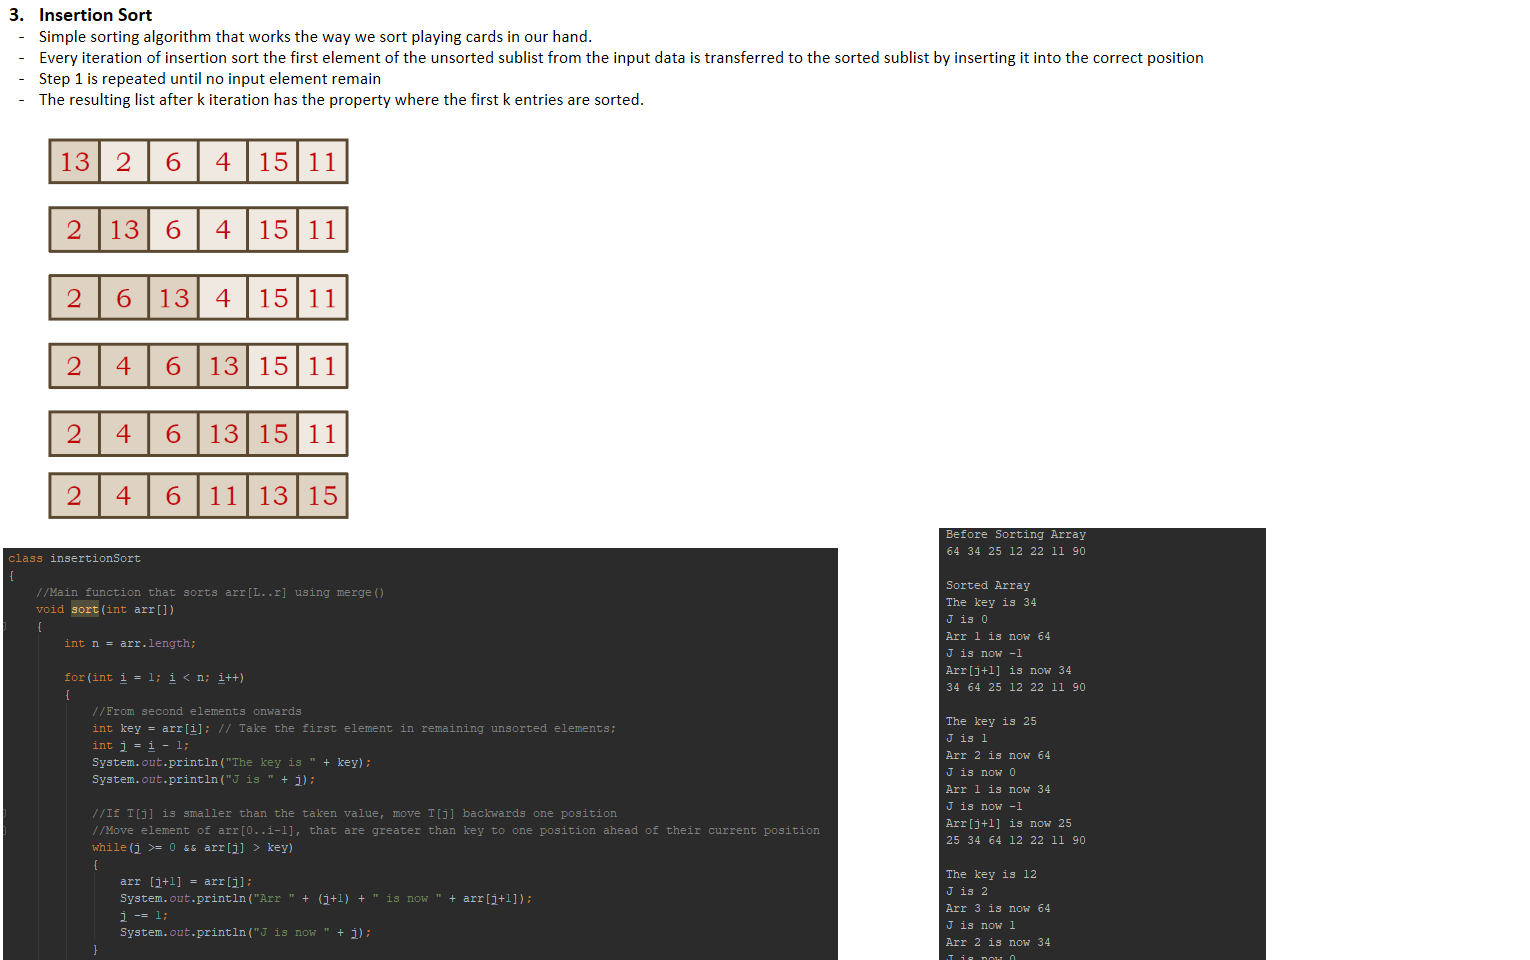 3. Insertion Sort
- Simple sorting algorithm that works the way we sort playing cards in our hand.
- Every iteration of insertion sort the first element of the unsorted sublist from the input data is transferred to the sorted sublist by inserting it into the correct position
- Step 1 is repeated until no input element remain
- The resulting list after k iteration has the property where the first k entries are sorted.
13 2 6 4 15 11
2 13 6 4 15 11
2 6 13 4 15 11
2 4 6 13 15 11
2 4 6 13 15 11
2 4 6 11 13 15
class insertionSort
{
//Main function that sorts arr[L..r] using merge()
void sort(int arr[])
{
int n = arr.length;
for(int i = 1; i < n; i++)
{
//From second elements onwards
int key = arr[i]; // Take the first element in remaining unsorted elements;
int j = i - 1;
System.out.println("The key is " + key);
System.out.println("J is " + j);
//If T[j] is smaller than the taken value, move T[j] backwards one position
//Move element of arr[0..i-1], that are greater than key to one position ahead of their current position
while(j >= 0 && arr[j] > key)
{
arr [j+1] = arr[j];
System.out.println("Arr " + (j+1) + " is now " + arr[j+1]);
j -= 1;
System.out.println("J is now " + j);
}
Before Sorting Array
64 34 25 12 22 11 90
Sorted Array
The key is 34
J is 0
Arr 1 is now 64
J is now -1
Arr[j+1] is now 34
34 64 25 12 22 11 90
The key is 25
J is 1
Arr 2 is now 64
J is now 0
Arr 1 is now 34
J is now -1
Arr[j+1] is now 25
25 34 64 12 22 11 90
The key is 12
J is 2
Arr 3 is now 64
J is now 1
Arr 2 is now 34
J is now 0